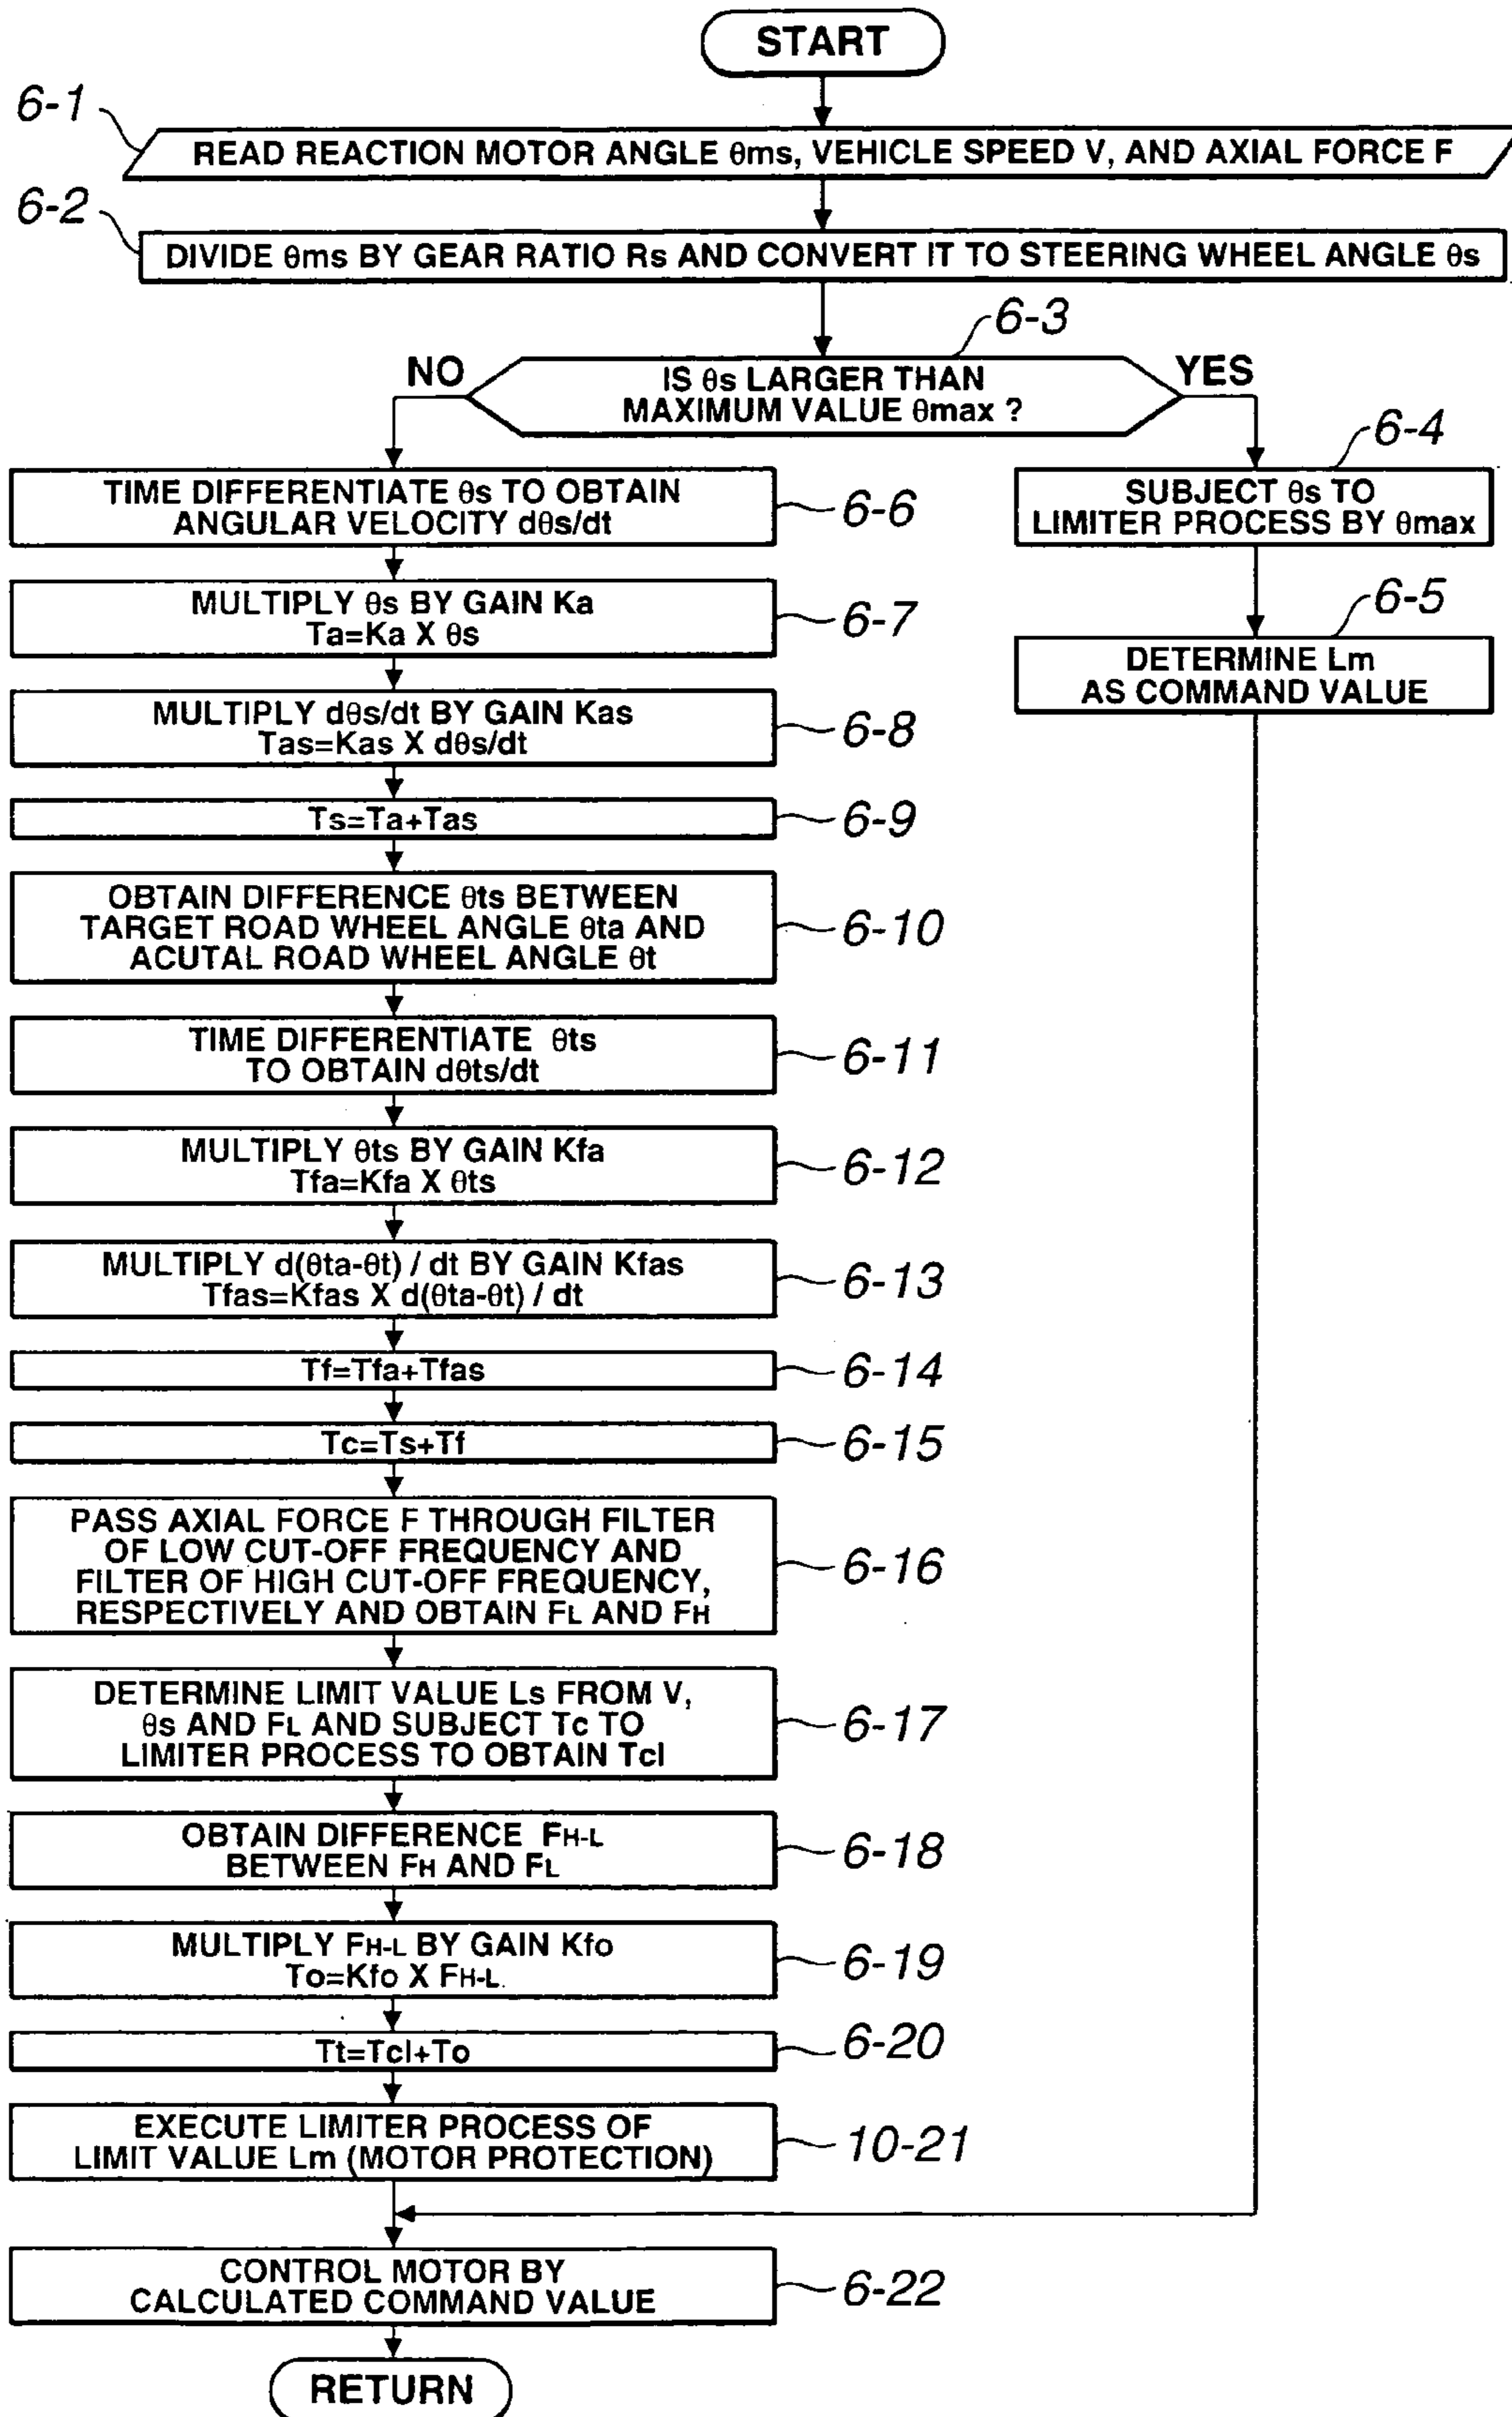 START
6-1
READ REACTION MOTOR ANGLE θms, VEHICLE SPEED V, AND AXIAL FORCE F
6-2
DIVIDE θms BY GEAR RATIO Rs AND CONVERT IT TO STEERING WHEEL ANGLE θs
6-3
NO
IS θs LARGER THAN
MAXIMUM VALUE θmax ?
YES
6-4
SUBJECT θs TO
LIMITER PROCESS BY θmax
6-5
DETERMINE Lm
AS COMMAND VALUE
TIME DIFFERENTIATE θs TO OBTAIN
ANGULAR VELOCITY dθs/dt
6-6
MULTIPLY θs BY GAIN Ka
Ta=Ka X θs
6-7
MULTIPLY dθs/dt BY GAIN Kas
Tas=Kas X dθs/dt
6-8
Ts=Ta+Tas
6-9
OBTAIN DIFFERENCE θts BETWEEN
TARGET ROAD WHEEL ANGLE θta AND
ACUTAL ROAD WHEEL ANGLE θt
6-10
TIME DIFFERENTIATE θts
TO OBTAIN dθts/dt
6-11
MULTIPLY θts BY GAIN Kfa
Tfa=Kfa X θts
6-12
MULTIPLY d(θta-θt) / dt BY GAIN Kfas
Tfas=Kfas X d(θta-θt) / dt
6-13
Tf=Tfa+Tfas
6-14
Tc=Ts+Tf
6-15
PASS AXIAL FORCE F THROUGH FILTER
OF LOW CUT-OFF FREQUENCY AND
FILTER OF HIGH CUT-OFF FREQUENCY,
RESPECTIVELY AND OBTAIN FL AND FH
6-16
DETERMINE LIMIT VALUE Ls FROM V,
θs AND FL AND SUBJECT Tc TO
LIMITER PROCESS TO OBTAIN Tcl
6-17
OBTAIN DIFFERENCE FH-L
BETWEEN FH AND FL
6-18
MULTIPLY FH-L BY GAIN Kfo
To=Kfo X FH-L
6-19
Tt=Tcl+To
6-20
EXECUTE LIMITER PROCESS OF
LIMIT VALUE Lm (MOTOR PROTECTION)
10-21
CONTROL MOTOR BY
CALCULATED COMMAND VALUE
6-22
RETURN